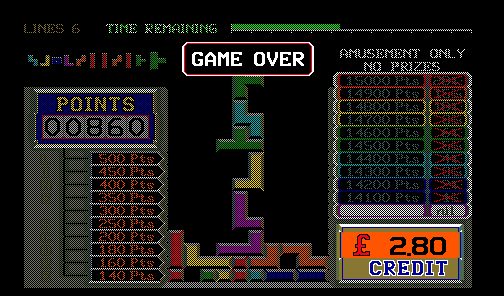 LINES 6 TIME REMAINING
GAME OVER
AMUSEMENT ONLY
NO PRIZES
POINTS
00860
500 Pts
450 Pts
400 Pts
350 Pts
300 Pts
250 Pts
200 Pts
180 Pts
160 Pts
140 Pts
15000 Pts
14900 Pts
14800 Pts
14700 Pts
14600 Pts
14500 Pts
14400 Pts
14300 Pts
14200 Pts
14100 Pts
£ 2.80
CREDIT